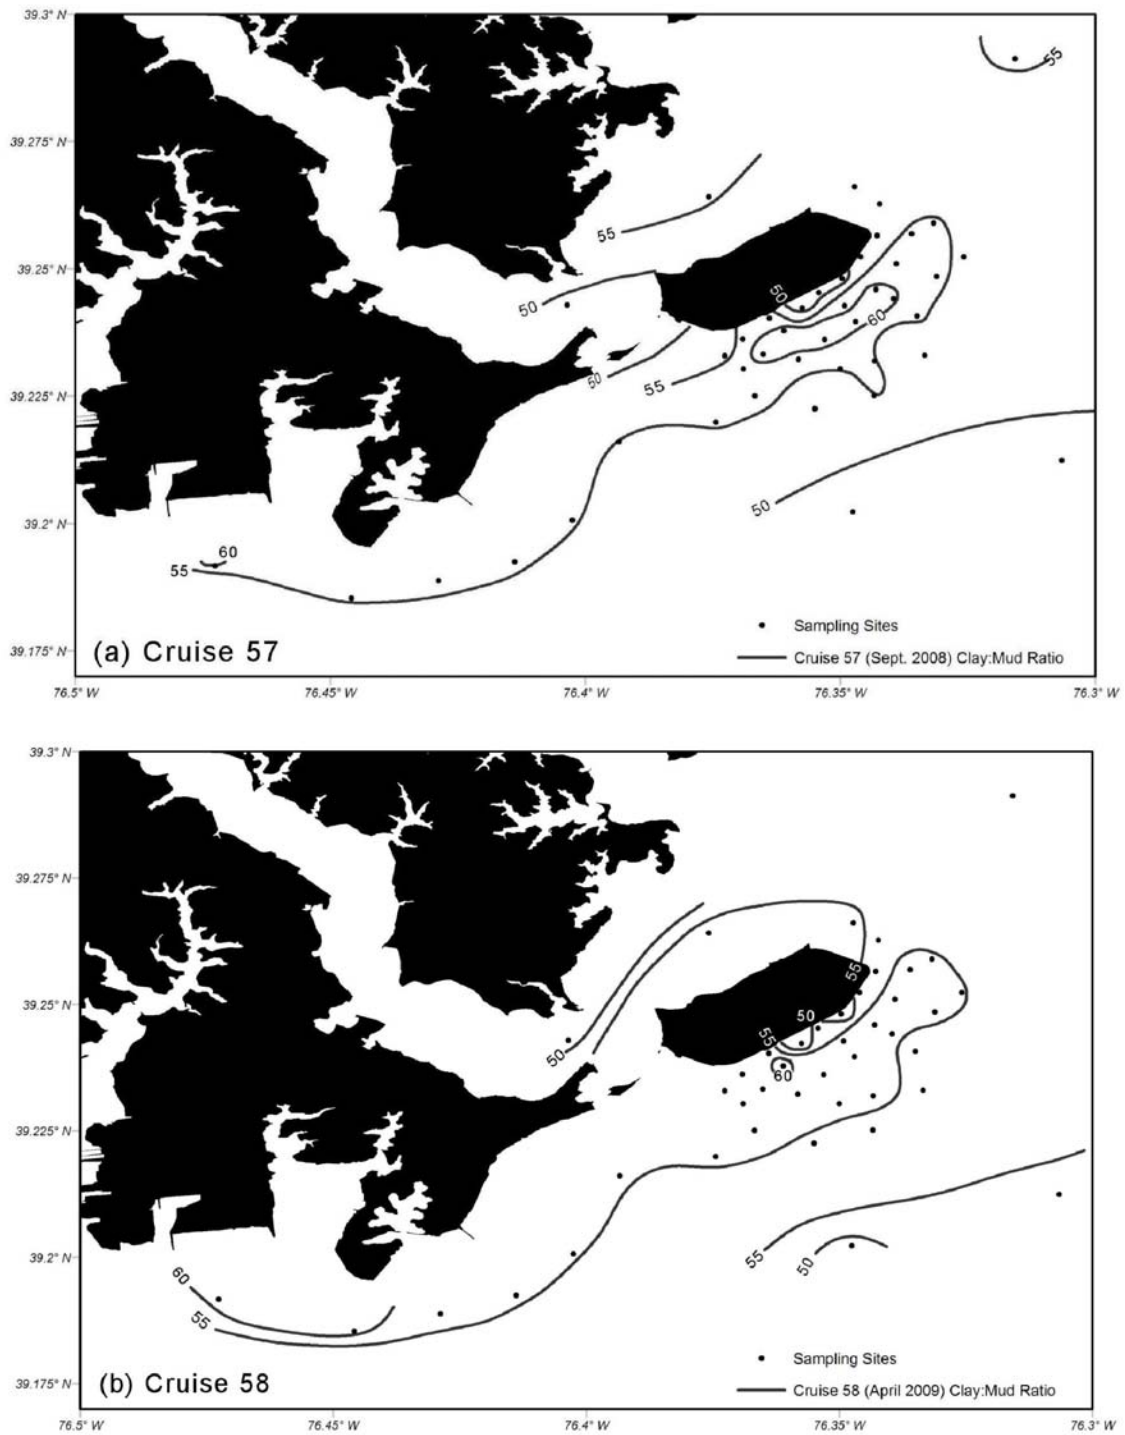 39.3° N
55
39.275° N
55
39.25° N
50
50
60
39.225° N
50
55
50
39.2° N
60
55
Sampling Sites
39.175° N
(a) Cruise 57
Cruise 57 (Sept. 2008) Clay:Mud Ratio
76.5° W 76.45° W 76.4° W 76.35° W 76.3° W
39.3° N
39.275° N
55
39.25° N
50
55
50
60
39.225° N
39.2° N
55
50
60
55
Sampling Sites
39.175° N
(b) Cruise 58
Cruise 58 (April 2009) Clay:Mud Ratio
76.5° W 76.45° W 76.4° W 76.35° W 76.3° W